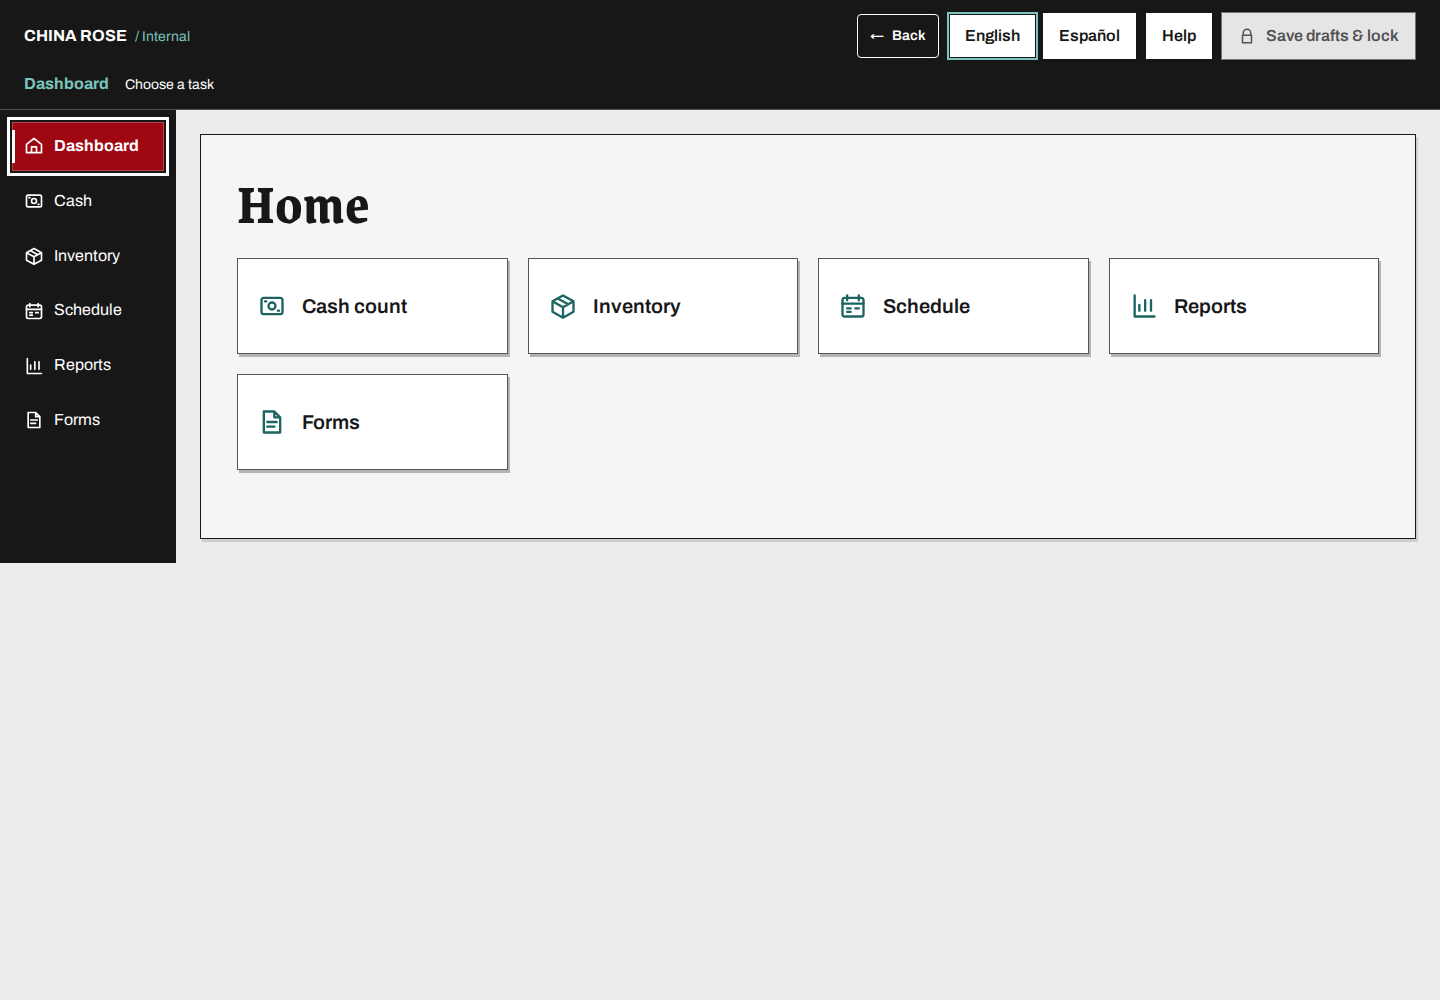 CHINA ROSE / Internal
← Back
English
Español
Help
Save drafts & lock
Dashboard Choose a task
Dashboard
Cash
Inventory
Schedule
Reports
Forms
Home
Cash count
Inventory
Schedule
Reports
Forms